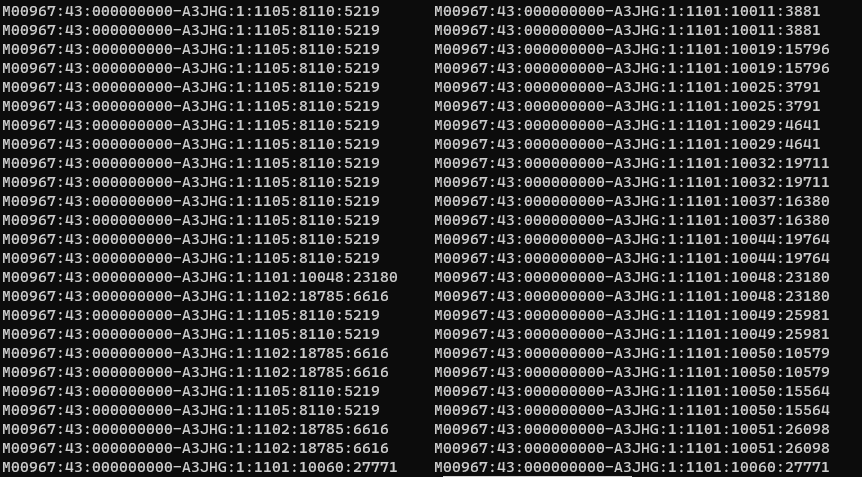 M00967:43:000000000-A3JHG:1:1105:8110:5219 M00967:43:000000000-A3JHG:1:1101:10011:3881
M00967:43:000000000-A3JHG:1:1105:8110:5219 M00967:43:000000000-A3JHG:1:1101:10011:3881
M00967:43:000000000-A3JHG:1:1105:8110:5219 M00967:43:000000000-A3JHG:1:1101:10019:15796
M00967:43:000000000-A3JHG:1:1105:8110:5219 M00967:43:000000000-A3JHG:1:1101:10019:15796
M00967:43:000000000-A3JHG:1:1105:8110:5219 M00967:43:000000000-A3JHG:1:1101:10025:3791
M00967:43:000000000-A3JHG:1:1105:8110:5219 M00967:43:000000000-A3JHG:1:1101:10025:3791
M00967:43:000000000-A3JHG:1:1105:8110:5219 M00967:43:000000000-A3JHG:1:1101:10029:4641
M00967:43:000000000-A3JHG:1:1105:8110:5219 M00967:43:000000000-A3JHG:1:1101:10029:4641
M00967:43:000000000-A3JHG:1:1105:8110:5219 M00967:43:000000000-A3JHG:1:1101:10032:19711
M00967:43:000000000-A3JHG:1:1105:8110:5219 M00967:43:000000000-A3JHG:1:1101:10032:19711
M00967:43:000000000-A3JHG:1:1105:8110:5219 M00967:43:000000000-A3JHG:1:1101:10037:16380
M00967:43:000000000-A3JHG:1:1105:8110:5219 M00967:43:000000000-A3JHG:1:1101:10037:16380
M00967:43:000000000-A3JHG:1:1105:8110:5219 M00967:43:000000000-A3JHG:1:1101:10044:19764
M00967:43:000000000-A3JHG:1:1105:8110:5219 M00967:43:000000000-A3JHG:1:1101:10044:19764
M00967:43:000000000-A3JHG:1:1101:10048:23180 M00967:43:000000000-A3JHG:1:1101:10048:23180
M00967:43:000000000-A3JHG:1:1102:18785:6616 M00967:43:000000000-A3JHG:1:1101:10048:23180
M00967:43:000000000-A3JHG:1:1105:8110:5219 M00967:43:000000000-A3JHG:1:1101:10049:25981
M00967:43:000000000-A3JHG:1:1105:8110:5219 M00967:43:000000000-A3JHG:1:1101:10049:25981
M00967:43:000000000-A3JHG:1:1102:18785:6616 M00967:43:000000000-A3JHG:1:1101:10050:10579
M00967:43:000000000-A3JHG:1:1102:18785:6616 M00967:43:000000000-A3JHG:1:1101:10050:10579
M00967:43:000000000-A3JHG:1:1105:8110:5219 M00967:43:000000000-A3JHG:1:1101:10050:15564
M00967:43:000000000-A3JHG:1:1105:8110:5219 M00967:43:000000000-A3JHG:1:1101:10050:15564
M00967:43:000000000-A3JHG:1:1102:18785:6616 M00967:43:000000000-A3JHG:1:1101:10051:26098
M00967:43:000000000-A3JHG:1:1102:18785:6616 M00967:43:000000000-A3JHG:1:1101:10051:26098
M00967:43:000000000-A3JHG:1:1101:10060:27771 M00967:43:000000000-A3JHG:1:1101:10060:27771